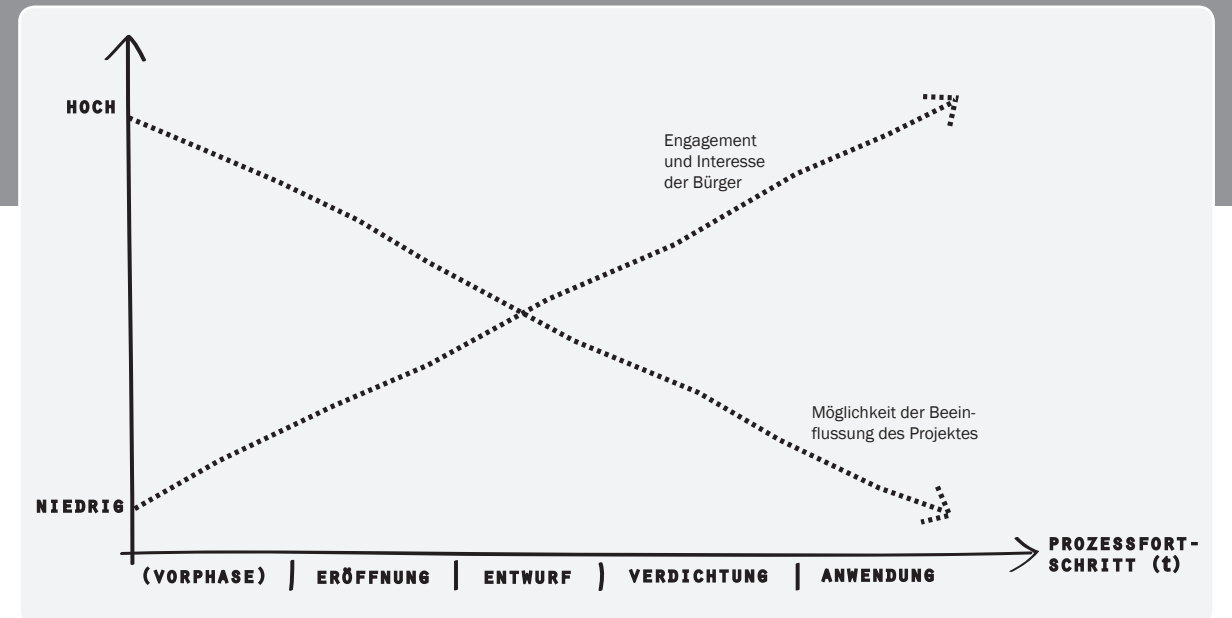 HOCH
Engagement
und Interesse
der Bürger
Möglichkeit der Beein-
flussung des Projektes
NIEDRIG
PROZESSFORT-
SCHRITT (t)
(VORPHASE) | ERÖFFNUNG | ENTWURF | VERDICHTUNG | ANWENDUNG